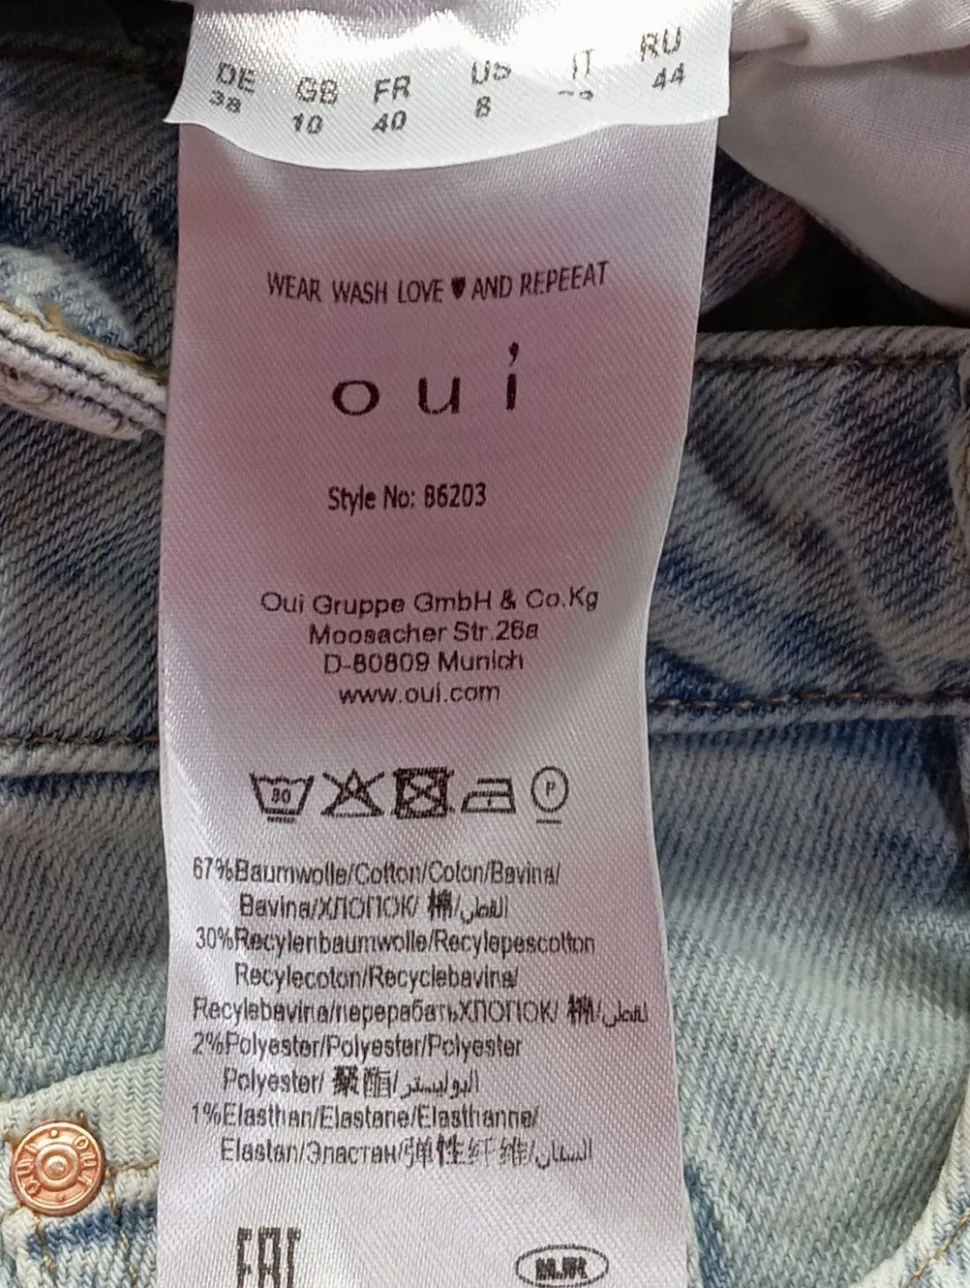 DE GB FR US IT RU
38 10 40 8 44
WEAR WASH LOVE ♥ AND REPEEAT
oui
Style No: 86203
Oui Gruppe GmbH & Co.Kg
Moosacher Str.26a
D-80809 Munich
www.oui.com
30
P
67%Baumwolle/Cotton/Coton/Bavina/
Bavina/ХЛОПОК/ 棉/القطن
30%Recylenbaumwolle/Recylepescotton
Recylecoton/Recyclebavina/
Recylebavina/перерабатьХЛОПОК/ 棉/القطن
2%Polyester/Polyester/Polyester
Polyester/ 聚酯/البوليستر
1%Elasthan/Elastane/Elasthanne/
Elastan/Эластан/弹性纤维/
EAC